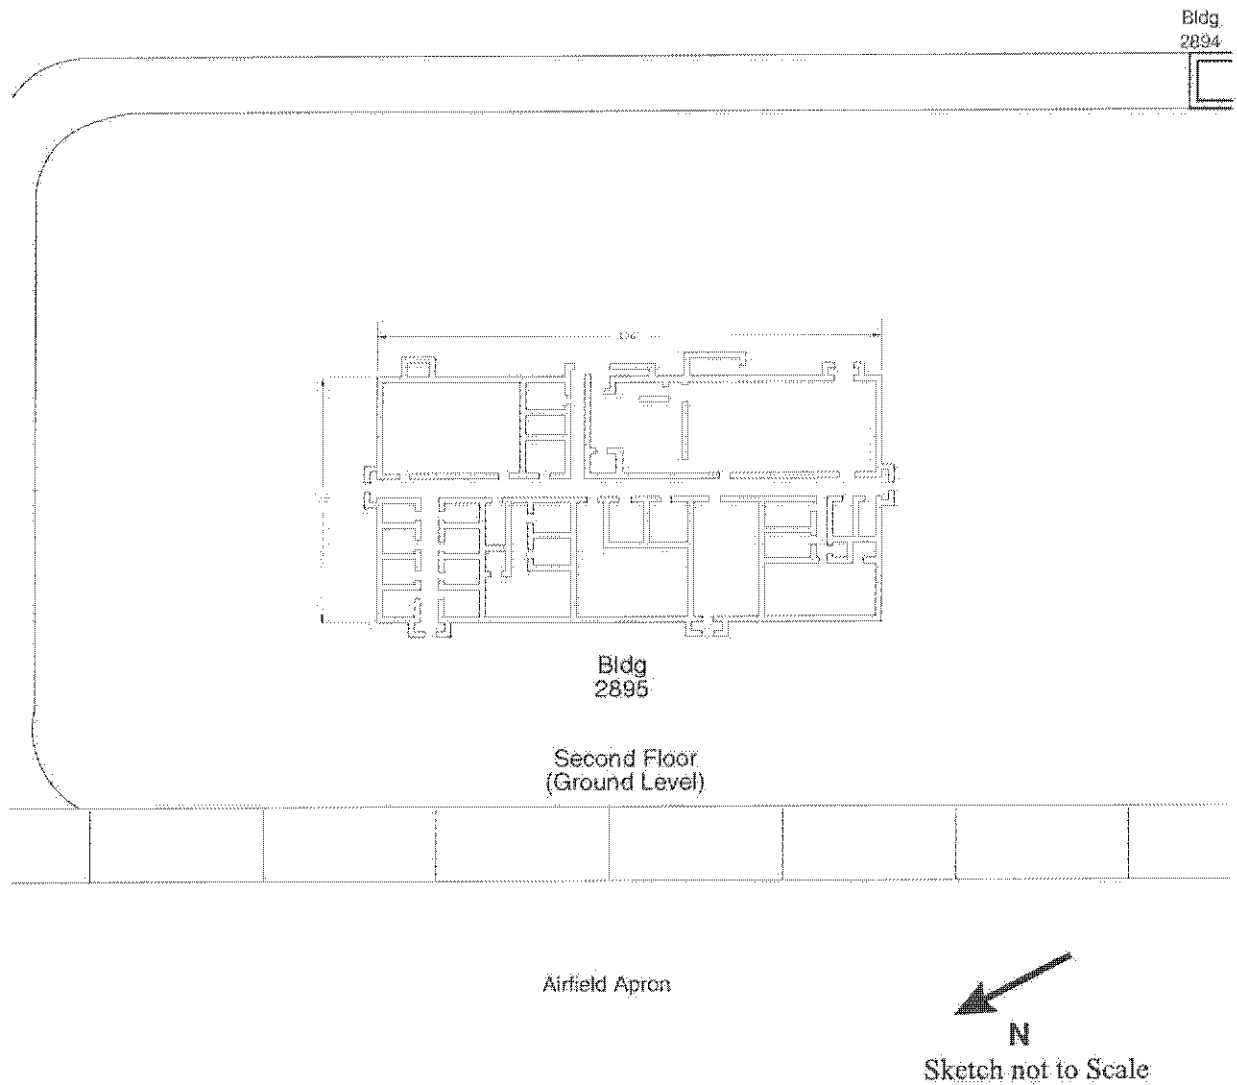 Bldg
2894
Bldg
2895
Second Floor
(Ground Level)
Airfield Apron
N
Sketch not to Scale